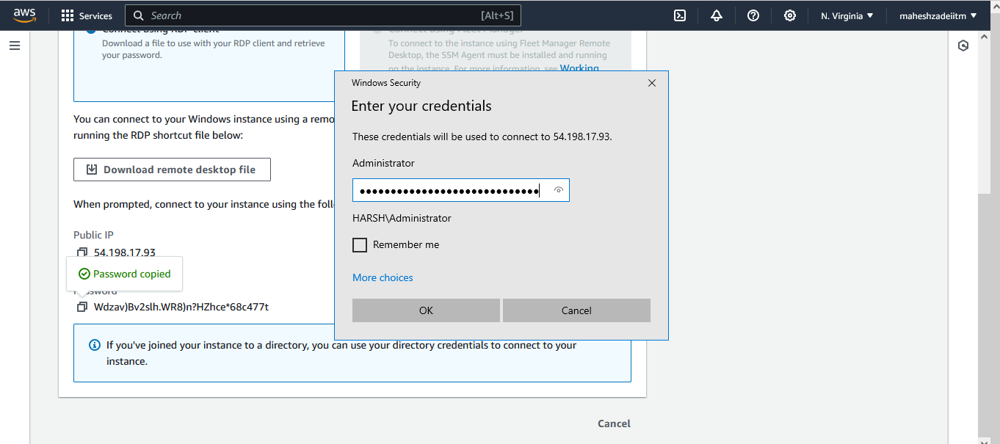 aws
Services
Search
[Alt+S]
N. Virginia
maheshzadeiitm
Connect using RDP client
Download a file to use with your RDP client and retrieve
your password.
Connect using Fleet Manager
To connect to the instance using Fleet Manager Remote
Desktop, the SSM Agent must be installed and running
on the instance. For more information, see Working
You can connect to your Windows instance using a remo
running the RDP shortcut file below:
Download remote desktop file
When prompted, connect to your instance using the foll
Public IP
54.198.17.93
Password copied
Password
Wdzav)Bv2slh.WR8)n?HZhce*68c477t
If you've joined your instance to a directory, you can use your directory credentials to connect to your
instance.
Cancel
Windows Security
Enter your credentials
These credentials will be used to connect to 54.198.17.93.
Administrator
●●●●●●●●●●●●●●●●●●●●●●●●●●●●●
HARSH\Administrator
Remember me
More choices
OK
Cancel